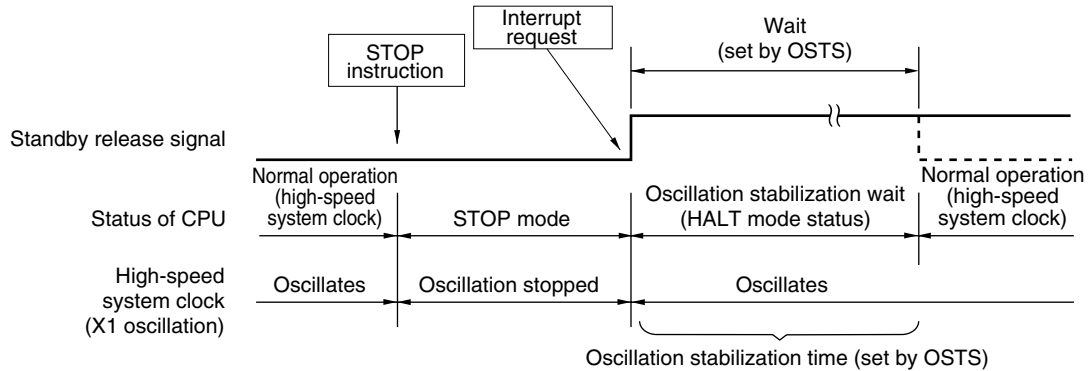 STOP
instruction
Interrupt
request
Wait
(set by OSTS)
Standby release signal
Status of CPU
Normal operation
(high-speed
system clock)
STOP mode
Oscillation stabilization wait
(HALT mode status)
Normal operation
(high-speed
system clock)
High-speed
system clock
(X1 oscillation)
Oscillates
Oscillation stopped
Oscillates
Oscillation stabilization time (set by OSTS)